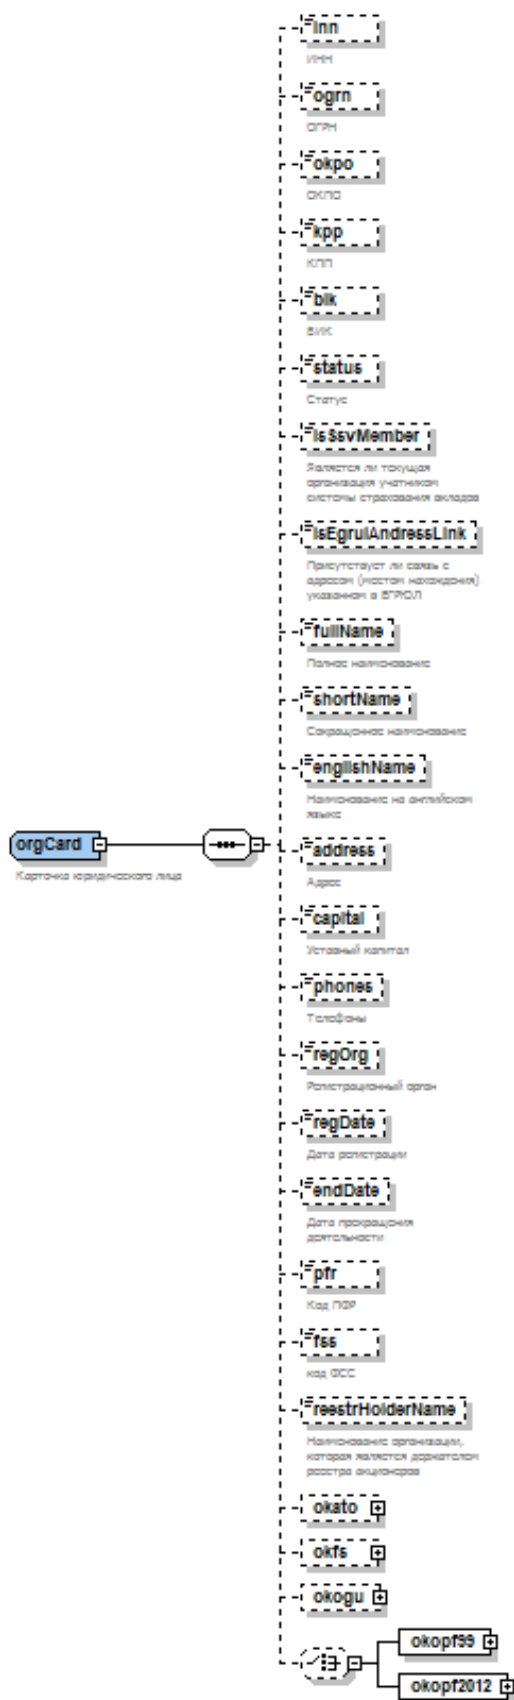 inn
ИНН
ogrn
ОГРН
okpo
ОКПО
kpp
КПП
bik
БИК
status
Статус
isSsvMember
Является ли текущая
организация учатником
системы страхования вкладов
isEgrulAndressLink
Присутствует ли связь с
адресом (местом нахождения)
указанном в ЕГРЮЛ
fullName
Полное наименование
shortName
Сокращенное наименование
englishName
Наименование на английском
языке
orgCard
Карточка юридического лица
address
Адрес
capital
Уставный капитал
phones
Телефоны
regOrg
Регистрационный орган
regDate
Дата регистрации
endDate
Дата прекращения
деятельности
pfr
Код ПФР
fss
код ФСС
reestrHolderName
Наименование организации,
которая является держателем
реестра акционеров
okato
okfs
okogu
okopf99
okopf2012